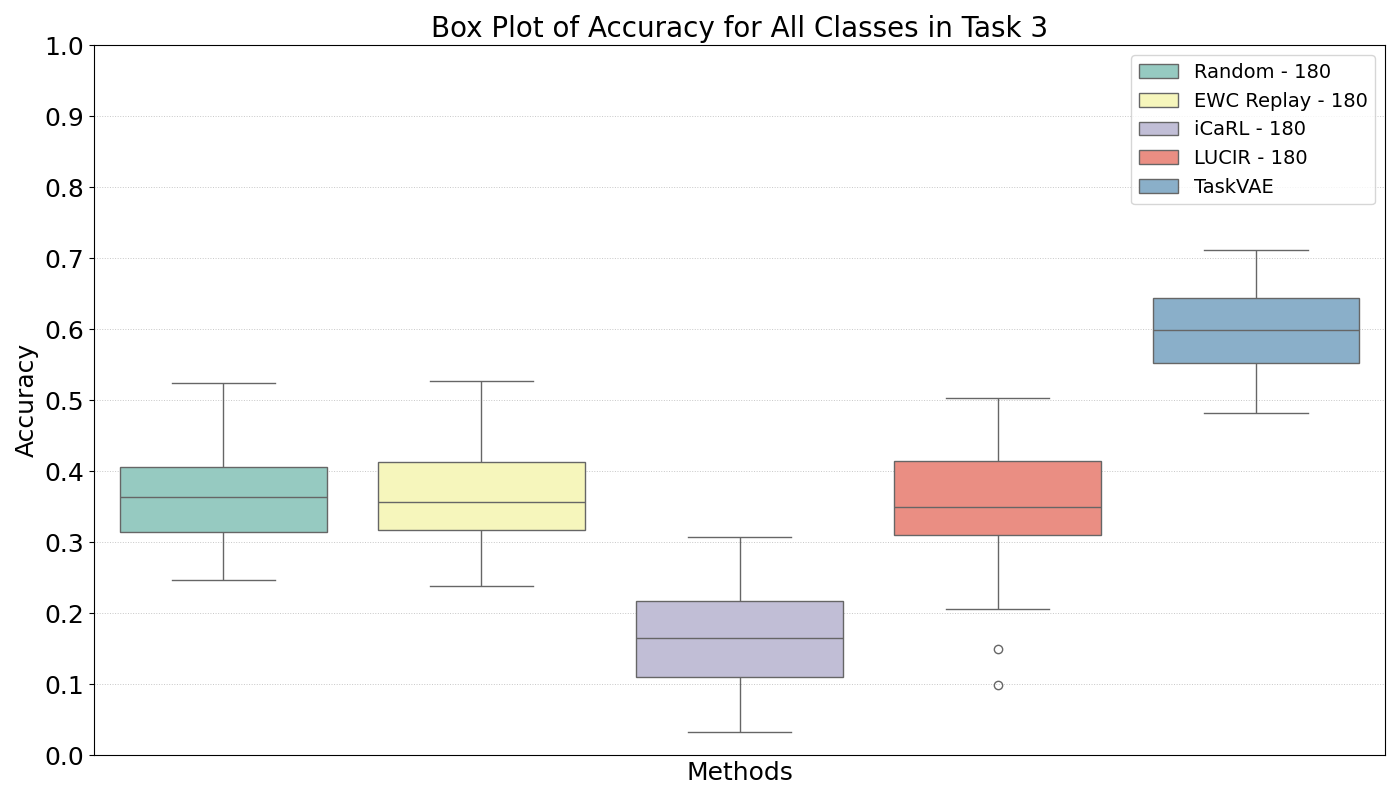 Box Plot of Accuracy for All Classes in Task 3
1.0
0.9
0.8
0.7
0.6
0.5
0.4
0.3
0.2
0.1
0.0
Accuracy
Methods
Random - 180
EWC Replay - 180
iCaRL - 180
LUCIR - 180
TaskVAE